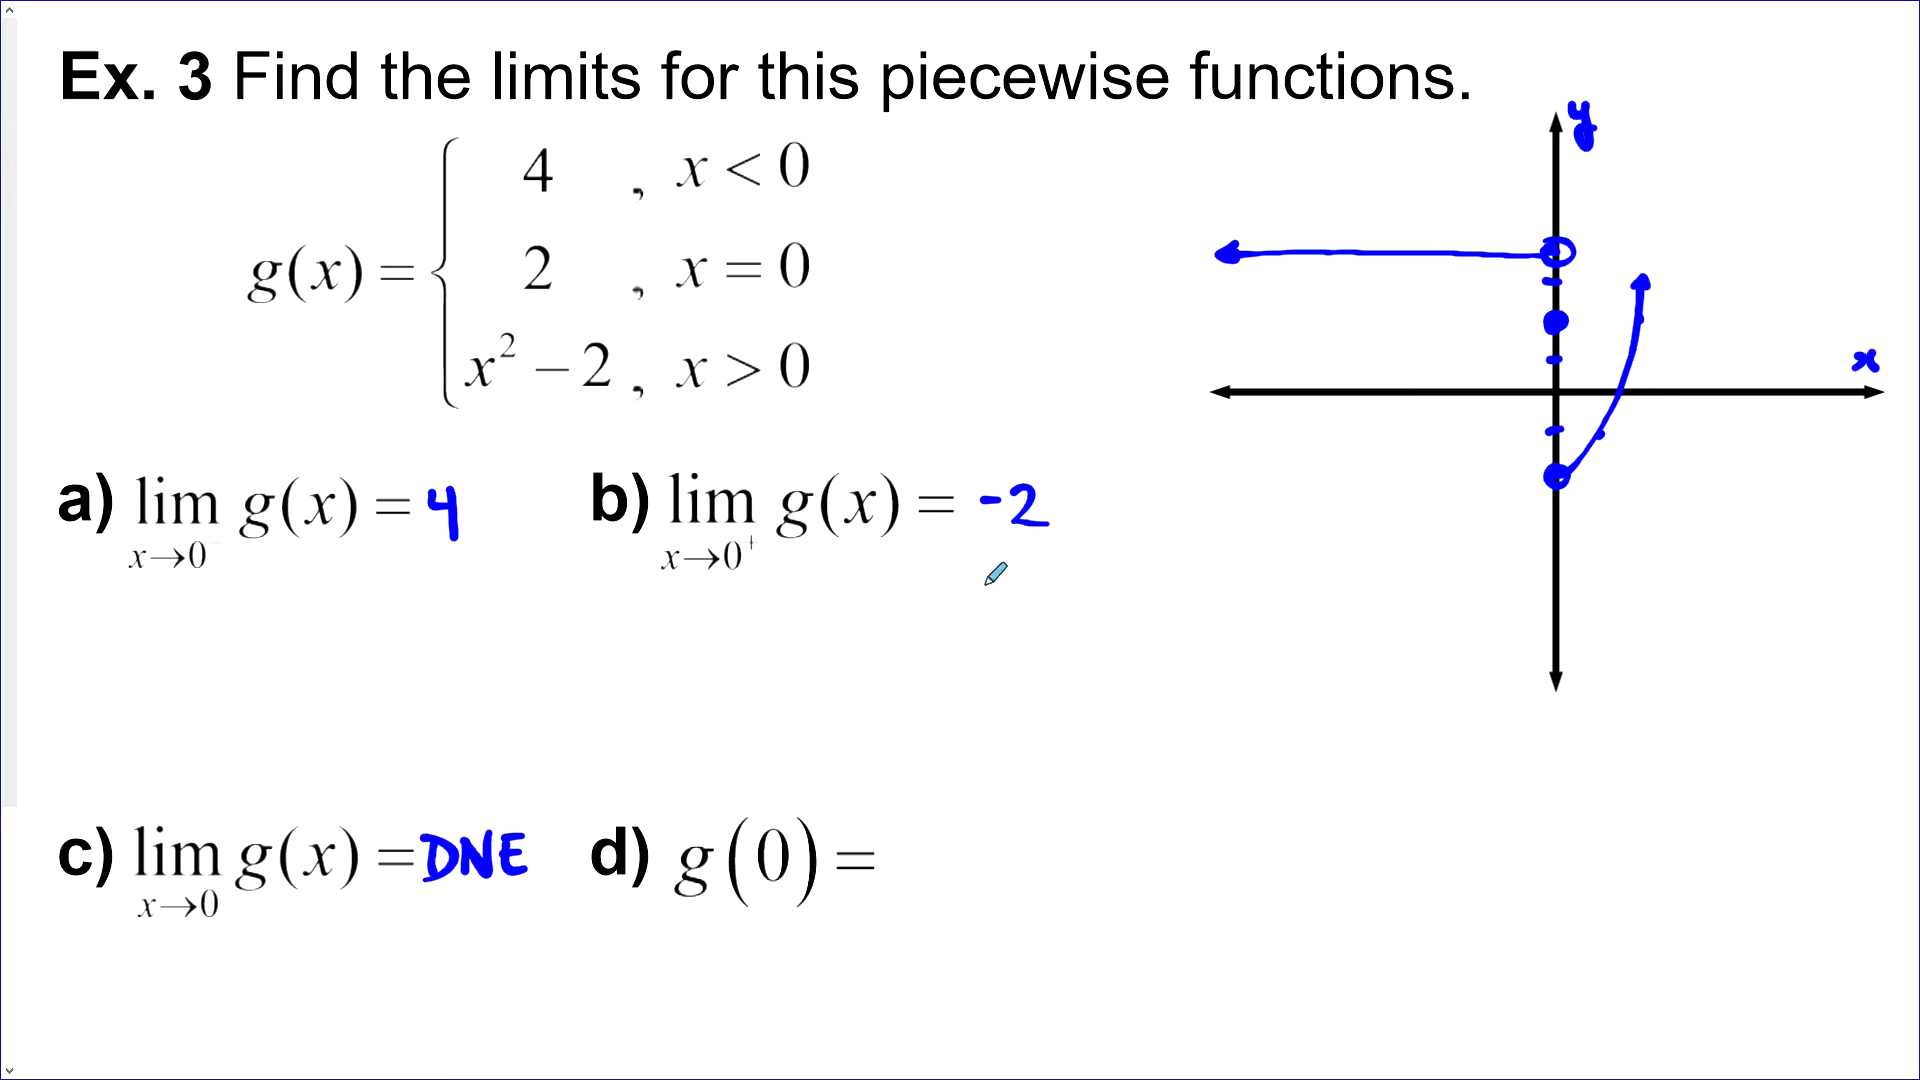 Ex. 3 Find the limits for this piecewise functions.
y
4 , x < 0
g(x) = { 2 , x = 0
x² − 2 , x > 0
x
a) lim g(x) = 4 b) lim g(x) = -2
x→0⁻ x→0⁺
c) lim g(x) = DNE d) g(0) =
x→0